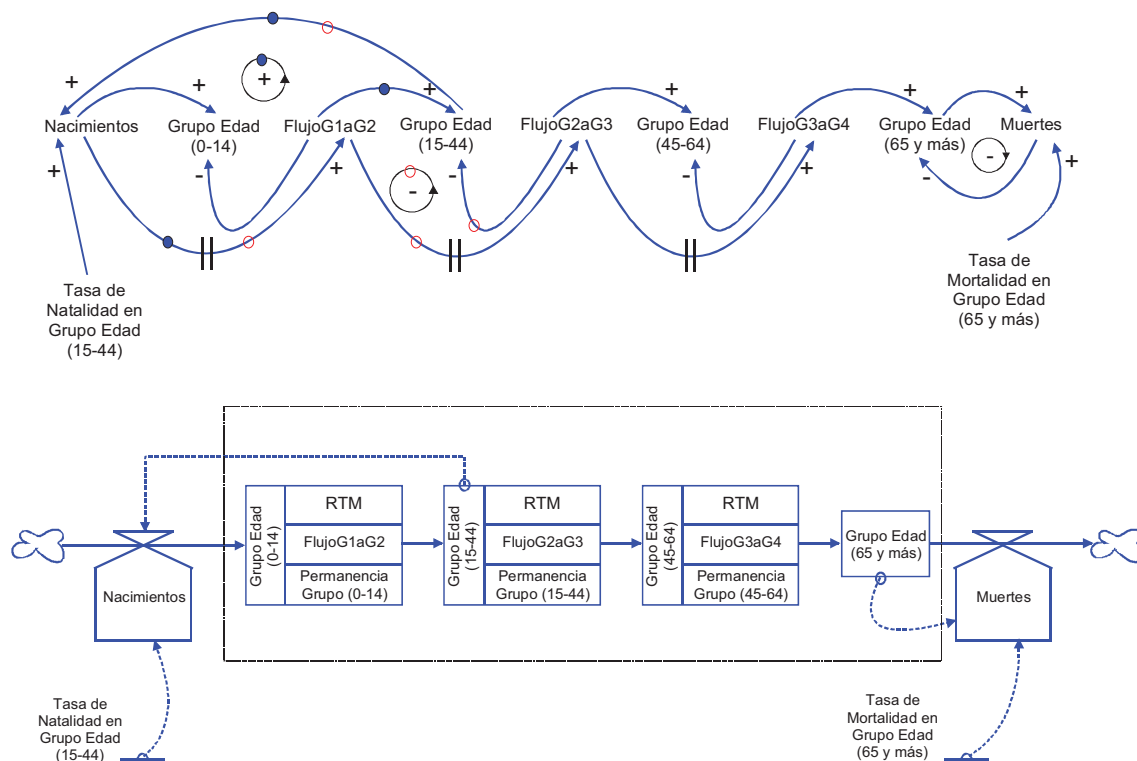 +
+
+
+
+
+
+
+
Nacimientos
Grupo Edad
(0-14)
FlujoG1aG2
Grupo Edad
(15-44)
FlujoG2aG3
Grupo Edad
(45-64)
FlujoG3aG4
Grupo Edad
(65 y más)
Muertes
+
-
+
-
-
+
-
+
-
-
+
Tasa de
Natalidad en
Grupo Edad
(15-44)
Tasa de
Mortalidad en
Grupo Edad
(65 y más)
Grupo Edad
(0-14)
RTM
FlujoG1aG2
Permanencia
Grupo (0-14)
Grupo Edad
(15-44)
RTM
FlujoG2aG3
Permanencia
Grupo (15-44)
Grupo Edad
(45-64)
RTM
FlujoG3aG4
Permanencia
Grupo (45-64)
Grupo Edad
(65 y más)
Nacimientos
Muertes
Tasa de
Natalidad en
Grupo Edad
(15-44)
Tasa de
Mortalidad en
Grupo Edad
(65 y más)